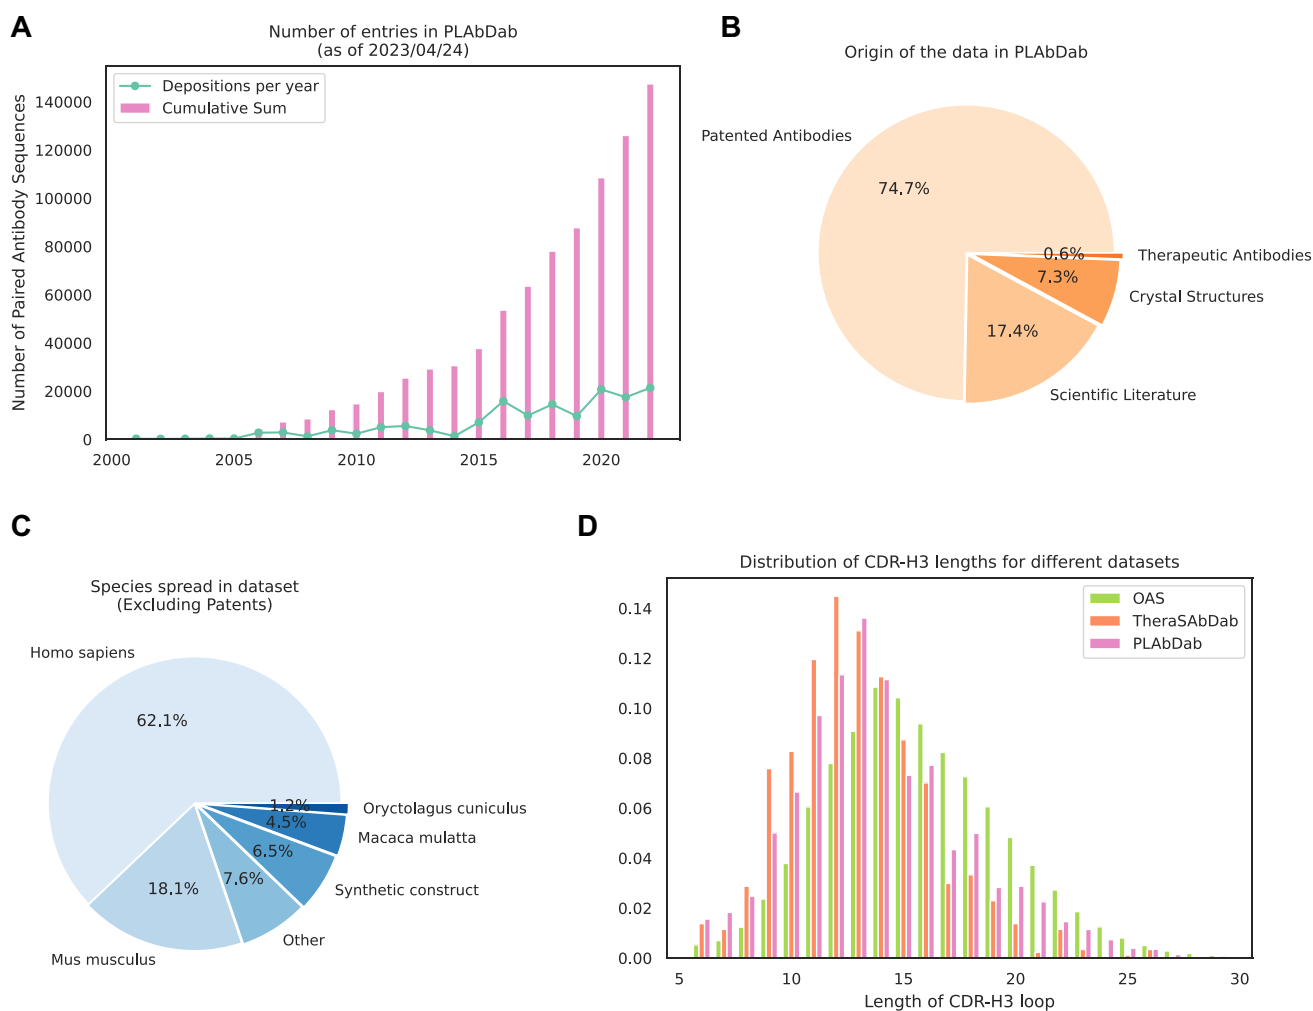 A
Number of entries in PLAbDab
(as of 2023/04/24)
Number of Paired Antibody Sequences
140000
120000
100000
80000
60000
40000
20000
0
Depositions per year
Cumulative Sum
2000 2005 2010 2015 2020
B
Origin of the data in PLAbDab
Patented Antibodies
74.7%
0.6%
Therapeutic Antibodies
7.3%
Crystal Structures
17.4%
Scientific Literature
C
Species spread in dataset
(Excluding Patents)
Homo sapiens
62.1%
1.2%
Oryctolagus cuniculus
4.5%
Macaca mulatta
6.5%
Synthetic construct
7.6%
Other
18.1%
Mus musculus
D
Distribution of CDR-H3 lengths for different datasets
0.14
0.12
0.10
0.08
0.06
0.04
0.02
0.00
OAS
TheraSAbDab
PLAbDab
5 10 15 20 25 30
Length of CDR-H3 loop